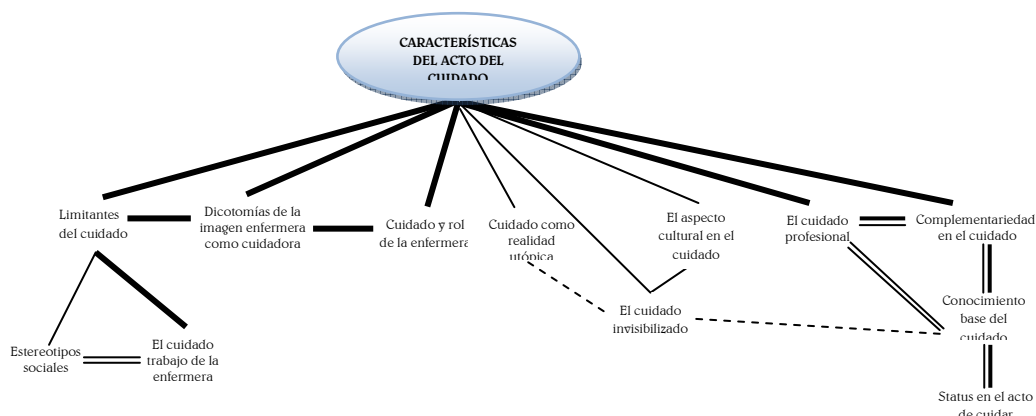 CARACTERÍSTICAS
DEL ACTO DEL
CUIDADO
Limitantes
del cuidado
Dicotomías de la
imagen enfermera
como cuidadora
Cuidado y rol
de la enfermera
Cuidado como
realidad
utópica
El aspecto
cultural en el
cuidado
El cuidado
profesional
Complementariedad
en el cuidado
El cuidado
invisibilizado
Conocimiento
base del
cuidado
Estereotipos
sociales
El cuidado
trabajo de la
enfermera
Status en el acto
de cuidar